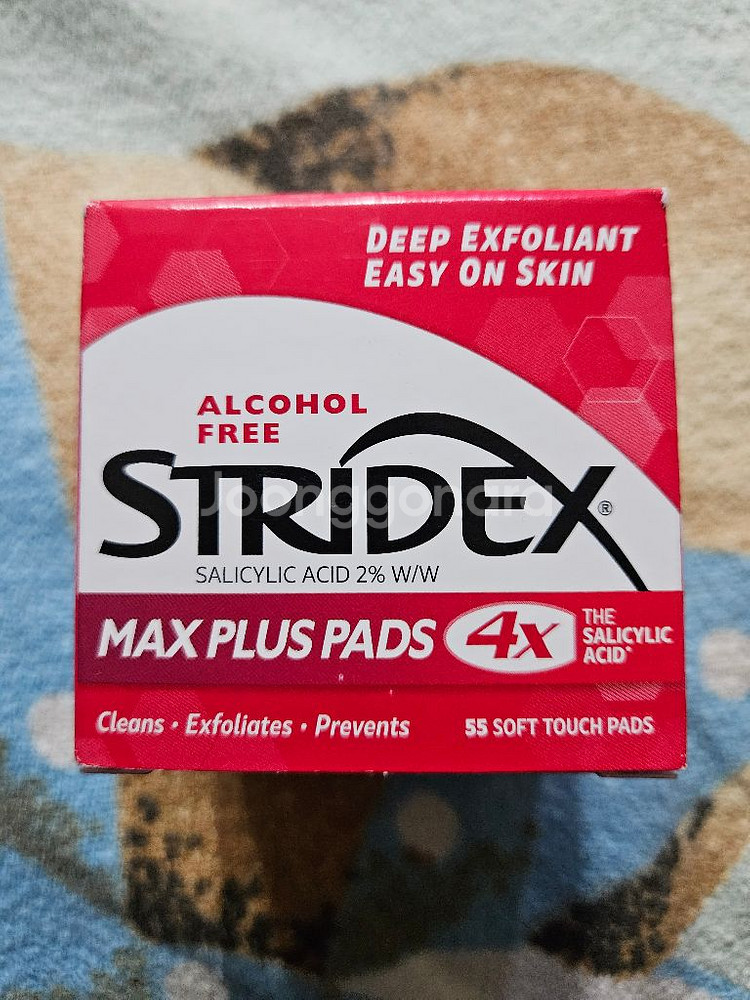 DEEP EXFOLIANT
EASY ON SKIN
ALCOHOL
FREE
STRIDEX®
Joonggonara
SALICYLIC ACID 2% W/W
MAX PLUS PADS 4x THE
SALICYLIC
ACID*
Cleans • Exfoliates • Prevents 55 SOFT TOUCH PADS